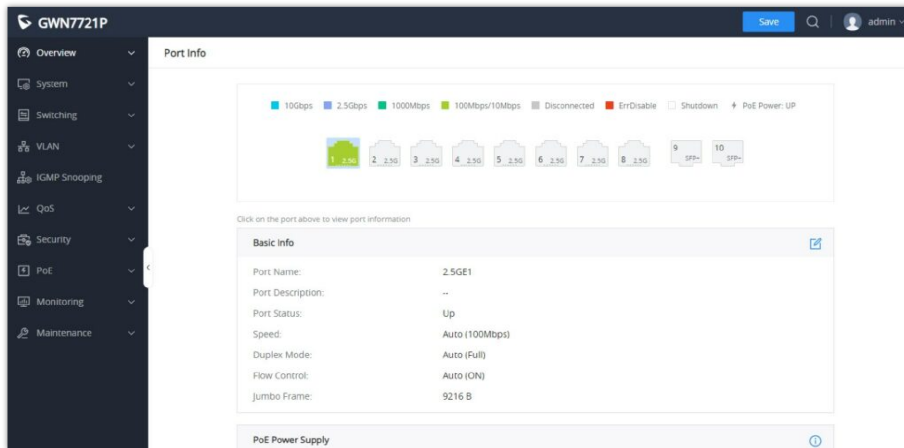 GWN7721P
Save
admin
Overview
System
Switching
VLAN
IGMP Snooping
QoS
Security
PoE
Monitoring
Maintenance
Port Info
10Gbps 2.5Gbps 1000Mbps 100Mbps/10Mbps Disconnected ErrDisable Shutdown PoE Power: UP
1 2.5G 2 2.5G 3 2.5G 4 2.5G 5 2.5G 6 2.5G 7 2.5G 8 2.5G 9 SFP+ 10 SFP+
Click on the port above to view port information
Basic Info
Port Name: 2.5GE1
Port Description: --
Port Status: Up
Speed: Auto (100Mbps)
Duplex Mode: Auto (Full)
Flow Control: Auto (ON)
Jumbo Frame: 9216 B
PoE Power Supply